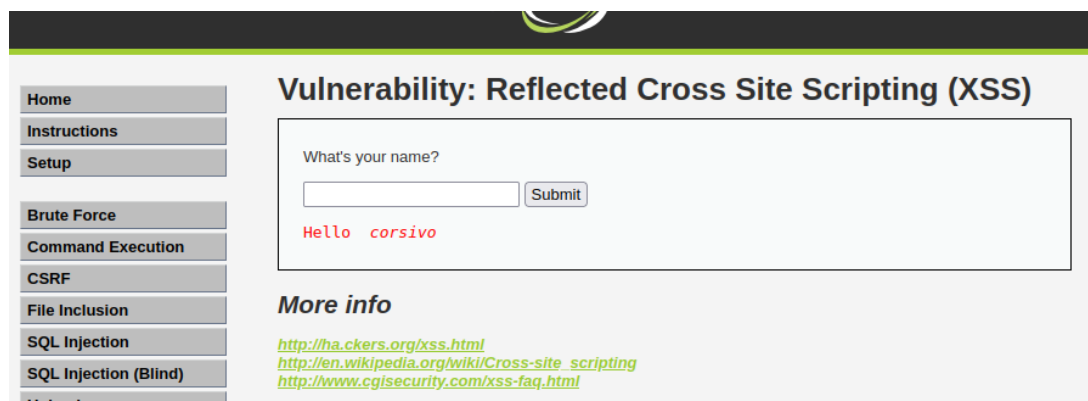 Home
Instructions
Setup
Brute Force
Command Execution
CSRF
File Inclusion
SQL Injection
SQL Injection (Blind)
Vulnerability: Reflected Cross Site Scripting (XSS)
What's your name?
Submit
Hello corsivo
More info
http://ha.ckers.org/xss.html
http://en.wikipedia.org/wiki/Cross-site_scripting
http://www.cgisecurity.com/xss-faq.html